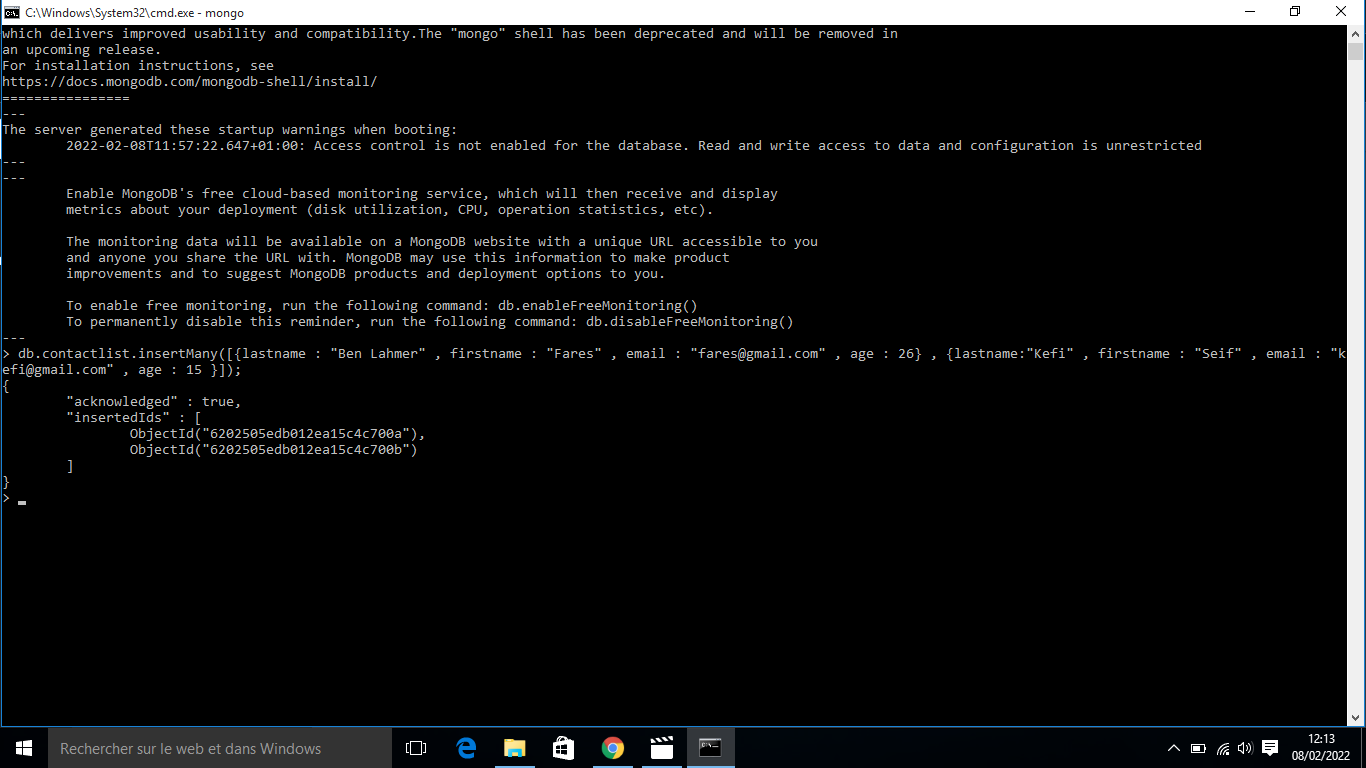 C:\Windows\System32\cmd.exe - mongo
which delivers improved usability and compatibility.The "mongo" shell has been deprecated and will be removed in
an upcoming release.
For installation instructions, see
https://docs.mongodb.com/mongodb-shell/install/
================
---
The server generated these startup warnings when booting:
        2022-02-08T11:57:22.647+01:00: Access control is not enabled for the database. Read and write access to data and configuration is unrestricted
---
---
        Enable MongoDB's free cloud-based monitoring service, which will then receive and display
        metrics about your deployment (disk utilization, CPU, operation statistics, etc).
        The monitoring data will be available on a MongoDB website with a unique URL accessible to you
        and anyone you share the URL with. MongoDB may use this information to make product
        improvements and to suggest MongoDB products and deployment options to you.
        To enable free monitoring, run the following command: db.enableFreeMonitoring()
        To permanently disable this reminder, run the following command: db.disableFreeMonitoring()
---
> db.contactlist.insertMany([{lastname : "Ben Lahmer" , firstname : "Fares" , email : "fares@gmail.com" , age : 26} , {lastname:"Kefi" , firstname : "Seif" , email : "k
efi@gmail.com" , age : 15 }]);
{
        "acknowledged" : true,
        "insertedIds" : [
                ObjectId("6202505edb012ea15c4c700a"),
                ObjectId("6202505edb012ea15c4c700b")
        ]
}
>
Rechercher sur le web et dans Windows
12:13
08/02/2022